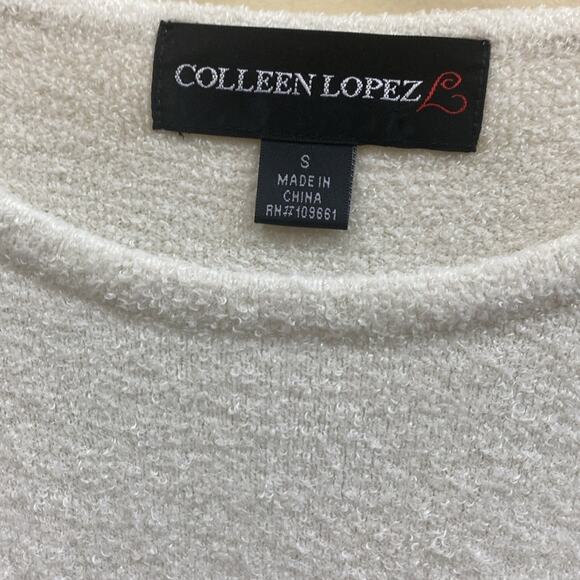 COLLEEN LOPEZ L
S
MADE IN
CHINA
RN#109661